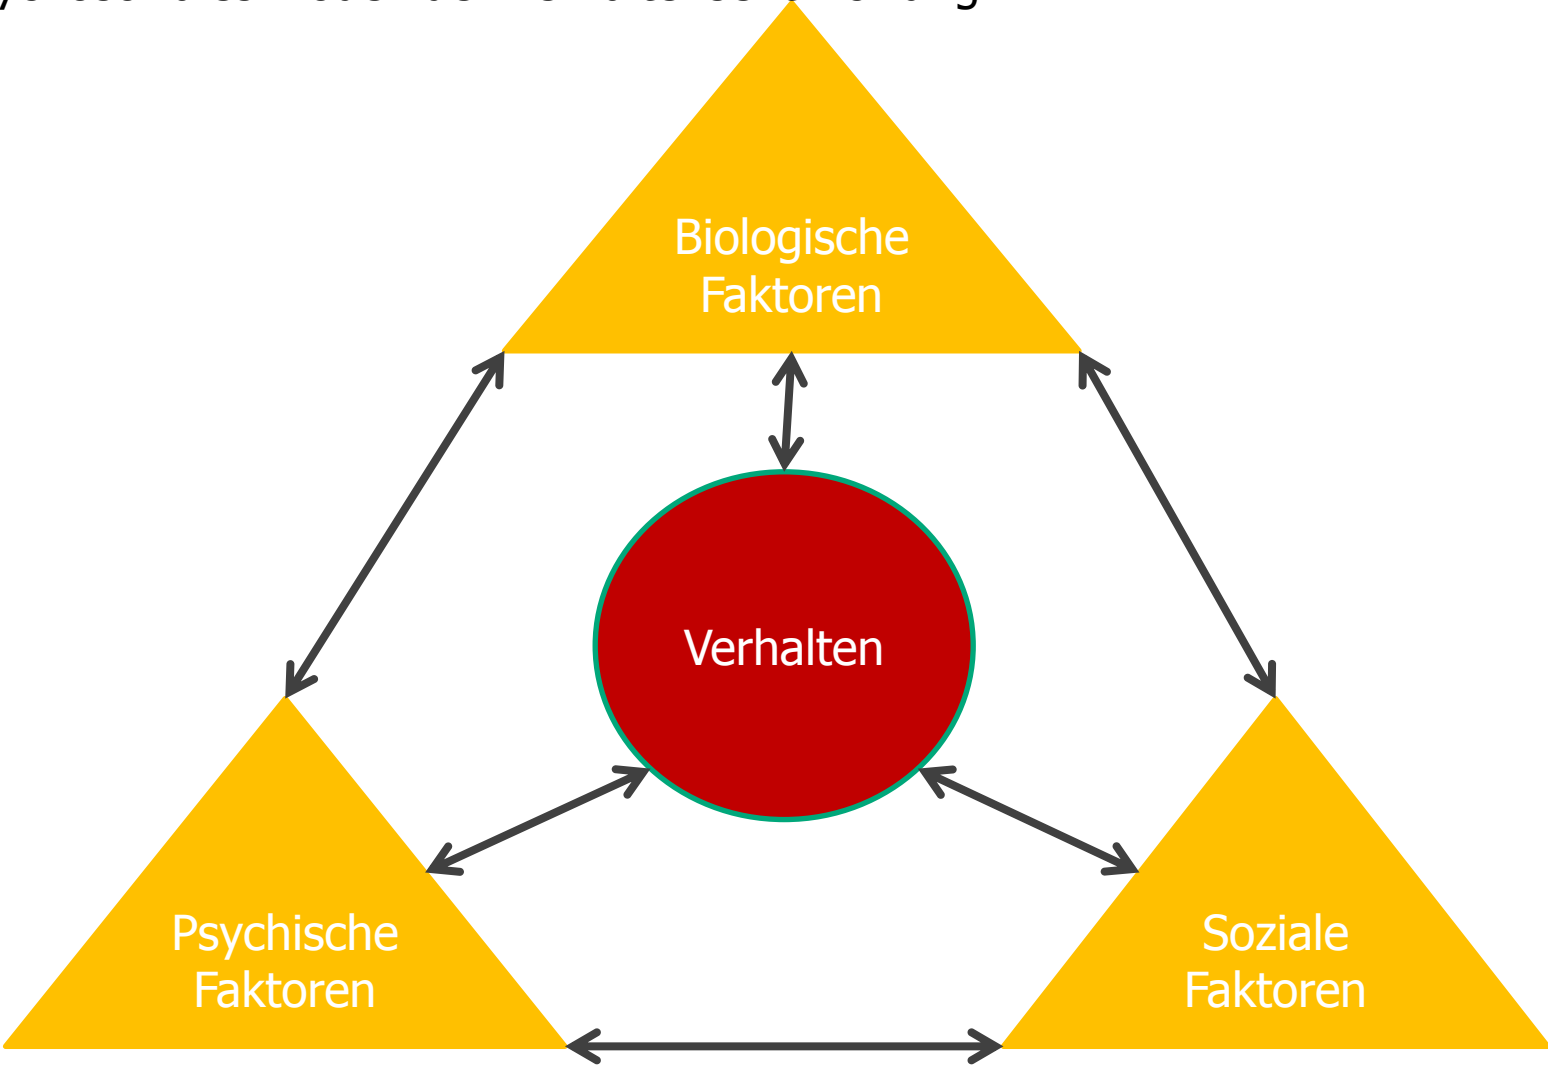 Biologische
Faktoren
Verhalten
Psychische
Faktoren
Soziale
Faktoren